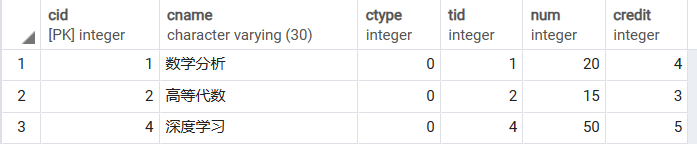 cid cname ctype tid num credit
[PK] integer character varying (30) integer integer integer integer
1 1 数学分析 0 1 20 4
2 2 高等代数 0 2 15 3
3 4 深度学习 0 4 50 5